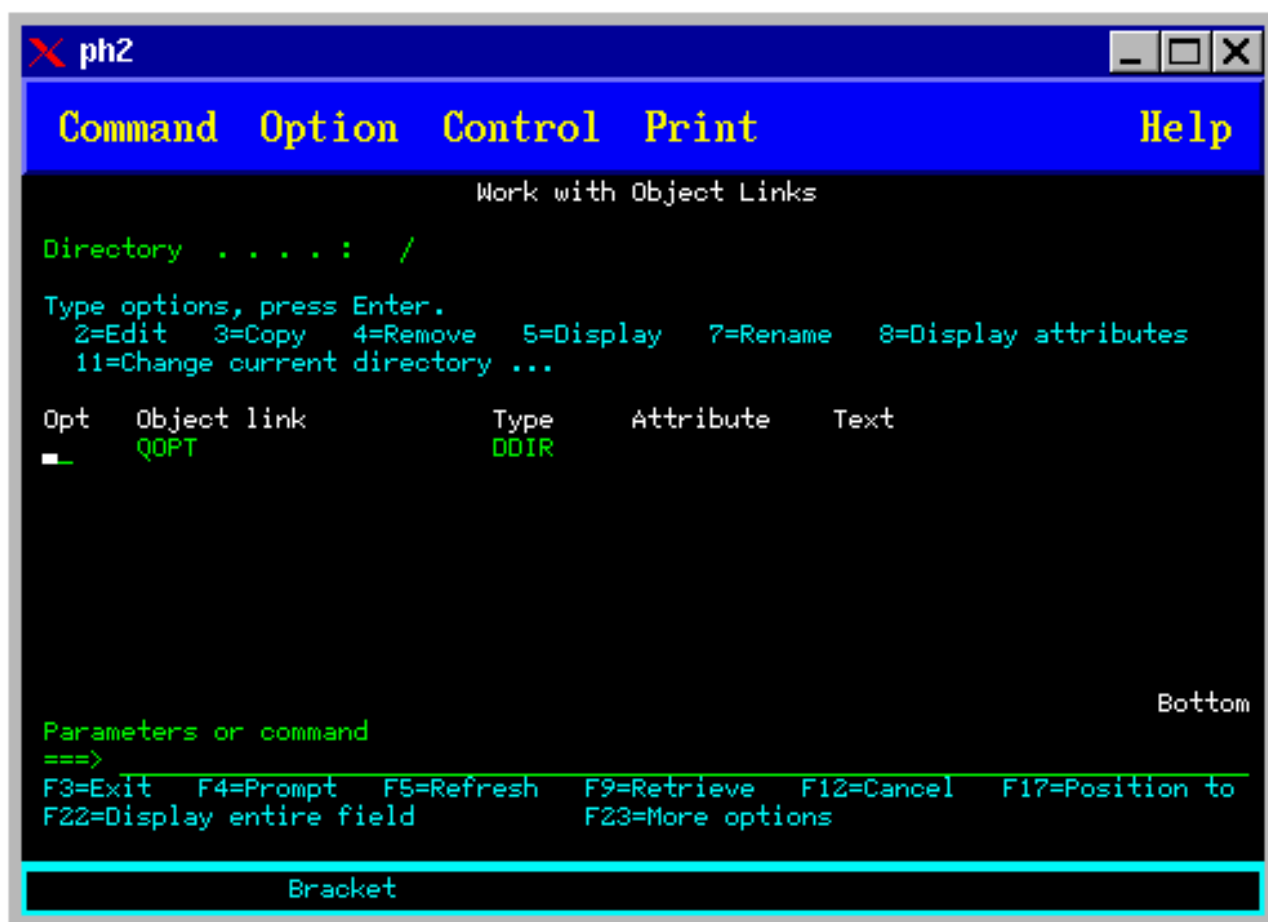 ph2
Command Option Control Print Help
Work with Object Links
Directory . . . . : /
Type options, press Enter.
2=Edit 3=Copy 4=Remove 5=Display 7=Rename 8=Display attributes
11=Change current directory ...
Opt Object link Type Attribute Text
QOPT DDIR
Bottom
Parameters or command
===>
F3=Exit F4=Prompt F5=Refresh F9=Retrieve F12=Cancel F17=Position to
F22=Display entire field F23=More options
Bracket